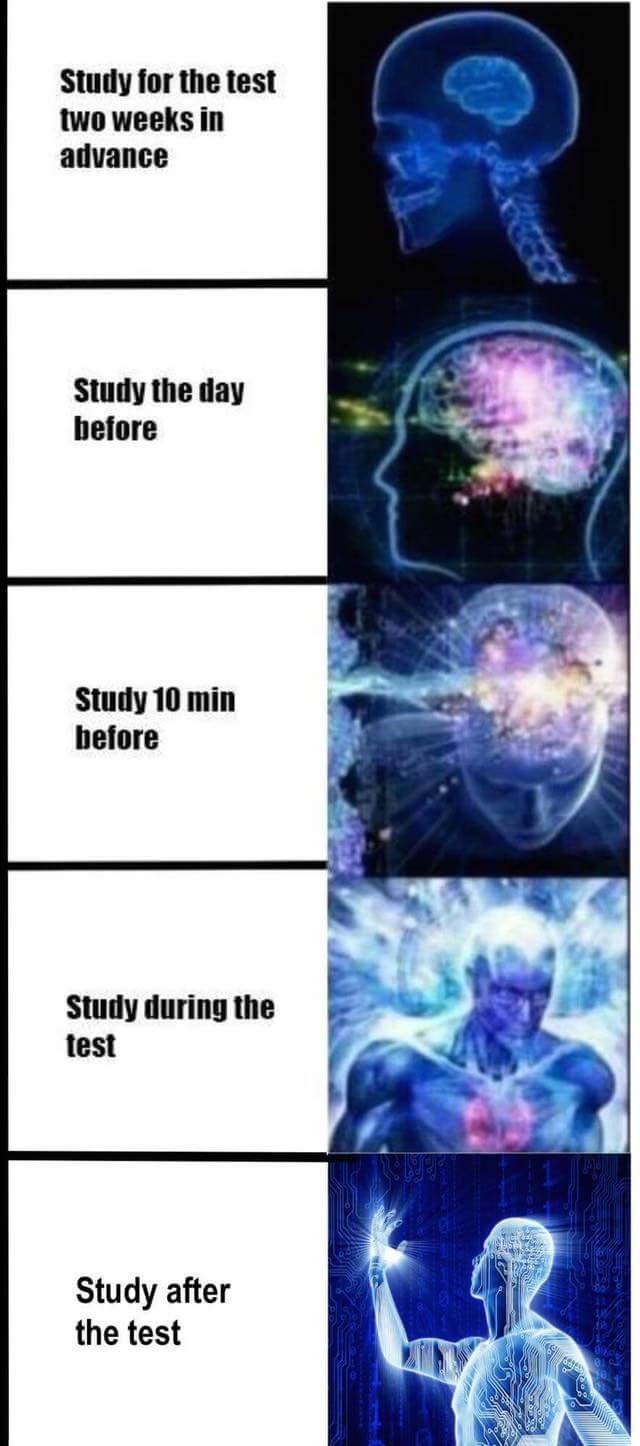 Study for the test
two weeks in
advance
Study the day
before
Study 10 min
before
Study during the
test
Study after
the test